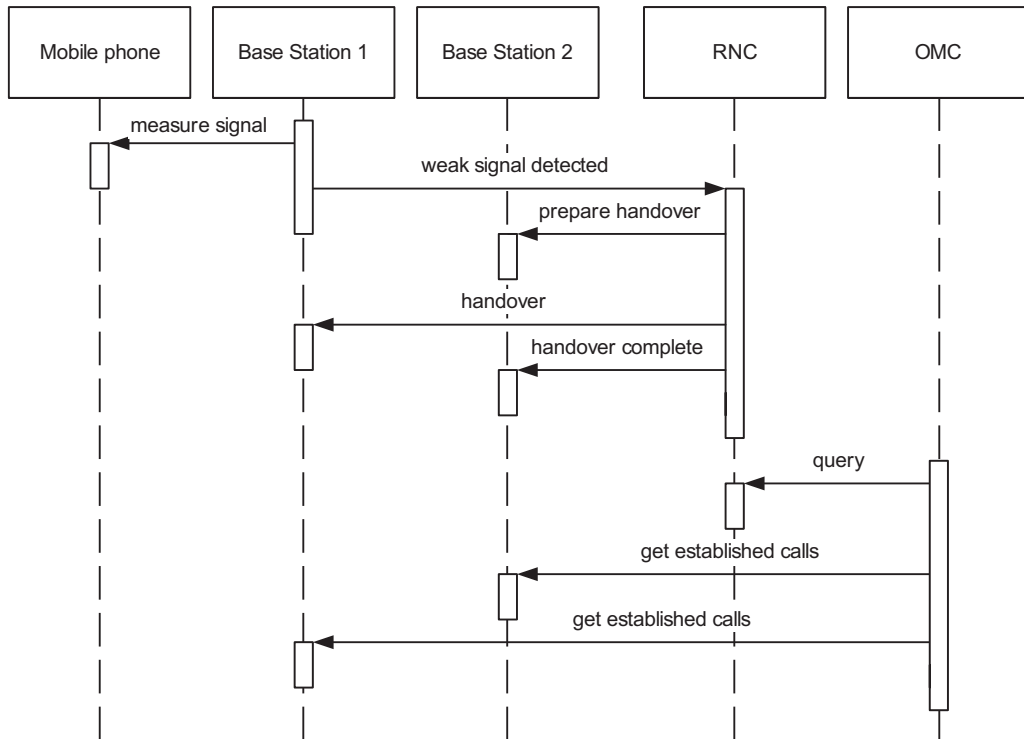 Mobile phone
Base Station 1
Base Station 2
RNC
OMC
measure signal
weak signal detected
prepare handover
handover
handover complete
query
get established calls
get established calls